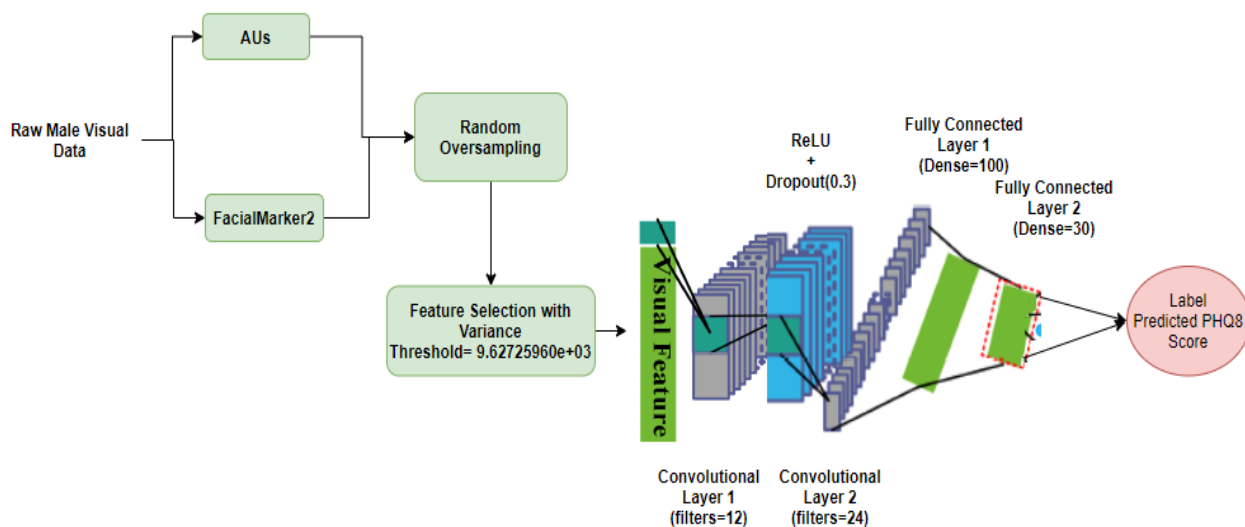 AUs
Raw Male Visual
Data
FacialMarker2
Random
Oversampling
Feature Selection with
Variance
Threshold= 9.62725960e+03
Visual Feature
ReLU
+
Dropout(0.3)
Fully Connected
Layer 1
(Dense=100)
Fully Connected
Layer 2
(Dense=30)
Label
Predicted PHQ8
Score
Convolutional
Layer 1
(filters=12)
Convolutional
Layer 2
(filters=24)